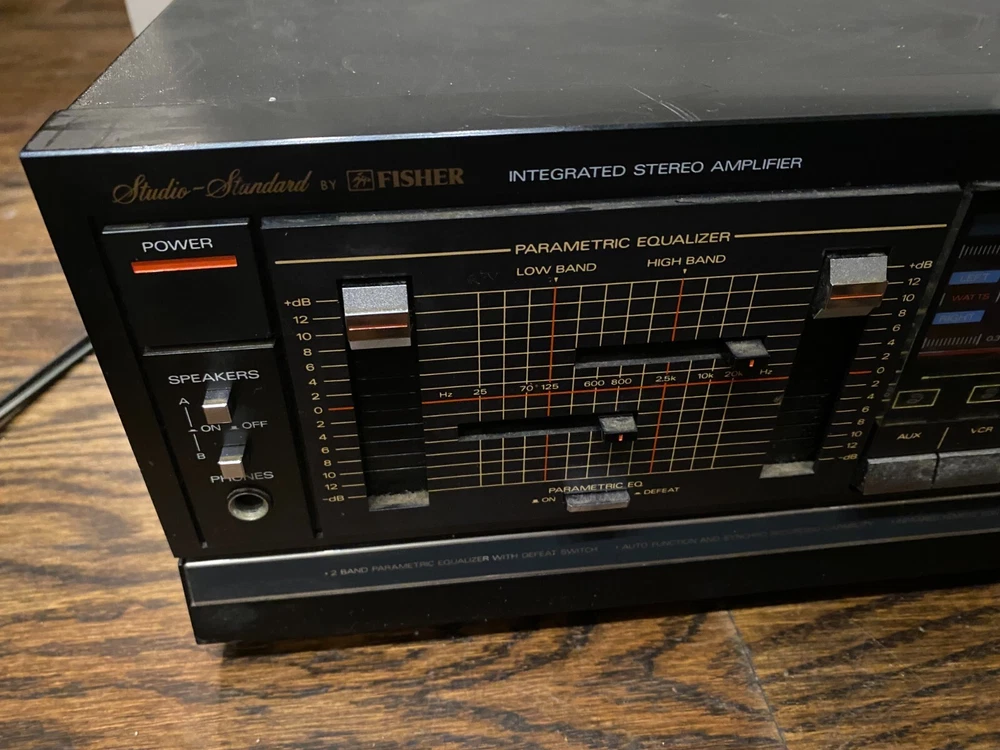 Studio-Standard BY FISHER INTEGRATED STEREO AMPLIFIER
POWER
PARAMETRIC EQUALIZER
LOW BAND HIGH BAND
+dB
12
10
8
6
4
2
0
2
4
6
8
10
12
-dB
Hz 25 70 125 600 800 2.5k 10k 20k Hz
+dB
12
10
8
6
4
2
0
2
4
6
8
10
12
-dB
SPEAKERS
A
ON OFF
B
PHONES
PARAMETRIC EQ
ON DEFEAT
LEFT
WATTS
RIGHT
AUX VCR
• 2 BAND PARAMETRIC EQUALIZER WITH DEFEAT SWITCH • AUTO FUNCTION AND SYNCHRO